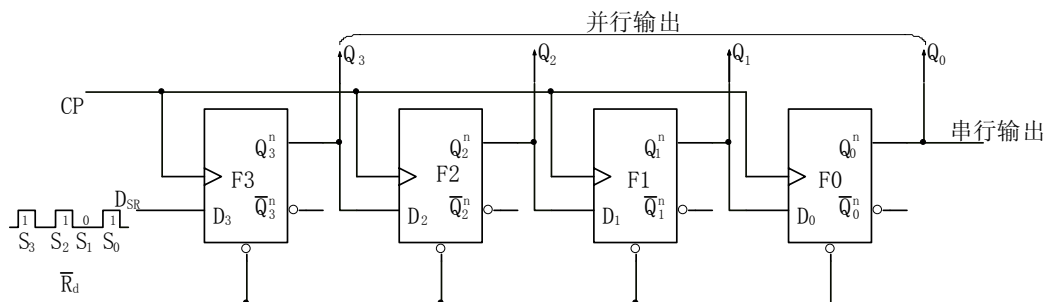 并行输出
Q₃ Q₂ Q₁ Q₀
CP
串行输出
Q₃ⁿ Q₂ⁿ Q₁ⁿ Q₀ⁿ
F3 F2 F1 F0
D_SR D₃ Q̅₃ⁿ D₂ Q̅₂ⁿ D₁ Q̅₁ⁿ D₀ Q̅₀ⁿ
1 1 0 1
S₃ S₂ S₁ S₀
R̅d